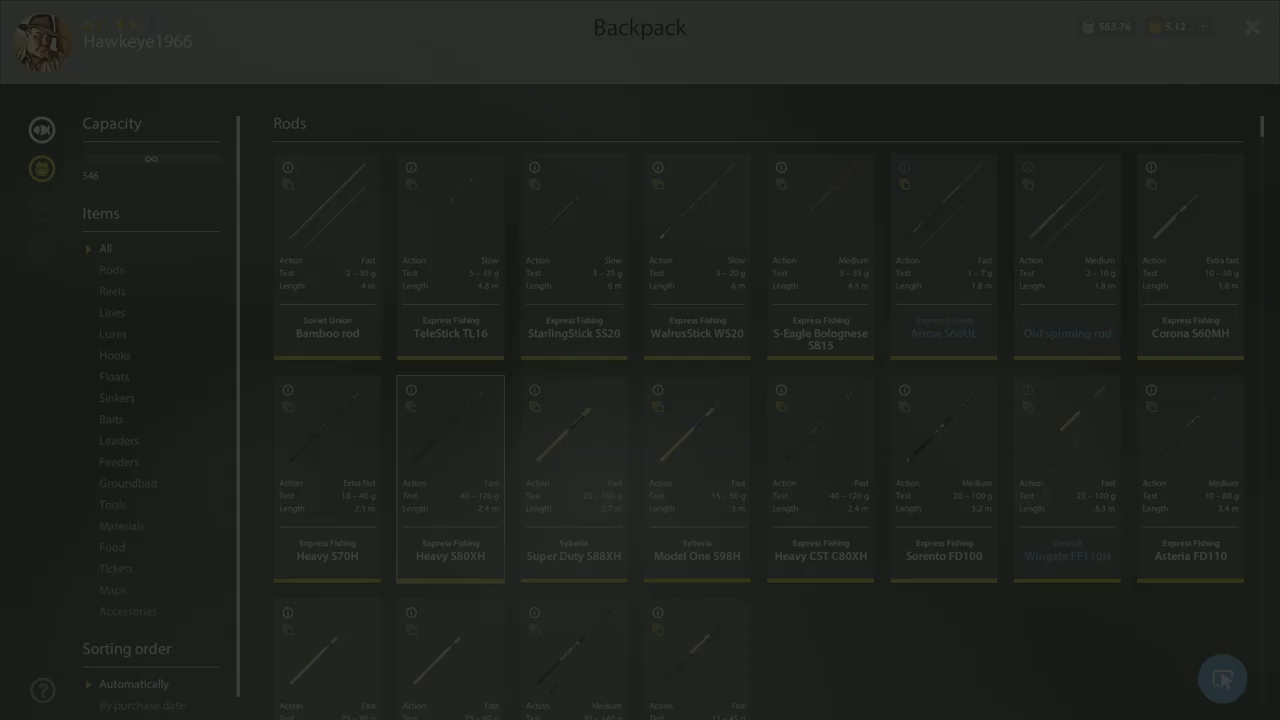 Hawkeye1966
Backpack
563.76
5.12
Capacity
∞
546
Items
All
Rods
Reels
Lines
Lures
Hooks
Floats
Sinkers
Baits
Leaders
Feeders
Groundbait
Tools
Materials
Food
Tickets
Maps
Accessories
Sorting order
Automatically
By purchase date
Rods
Action Fast
Test 2 – 30 g
Length 4 m
Soviet Union
Bamboo rod
Action Slow
Test 5 – 35 g
Length 4.8 m
Express Fishing
TeleStick TL16
Action Slow
Test 3 – 25 g
Length 6 m
Express Fishing
StarlingStick SS20
Action Slow
Test 3 – 20 g
Length 6 m
Express Fishing
WalrusStick WS20
Action Medium
Test 5 – 35 g
Length 4.5 m
Express Fishing
S-Eagle Bolognese
SB15
Action Fast
Test 1 – 7 g
Length 1.8 m
Express Fishing
Arrow S60UL
Action Medium
Test 2 – 10 g
Length 1.8 m
Old spinning rod
Action Extra fast
Test 10 – 30 g
Length 1.8 m
Express Fishing
Corona S60MH
Action Extra fast
Test 18 – 40 g
Length 2.1 m
Express Fishing
Heavy S70H
Action Fast
Test 40 – 120 g
Length 2.4 m
Express Fishing
Heavy S80XH
Action Fast
Test 35 – 100 g
Length 2.7 m
Syberia
Super Duty S88XH
Action Fast
Test 15 – 50 g
Length 3 m
Syberia
Model One S98H
Action Fast
Test 40 – 120 g
Length 2.4 m
Express Fishing
Heavy CST C80XH
Action Medium
Test 20 – 100 g
Length 3.2 m
Express Fishing
Sorento FD100
Action Fast
Test 25 – 100 g
Length 3.3 m
Wingate FF110H
Action Medium
Test 10 – 80 g
Length 3.4 m
Express Fishing
Asteria FD110
Action Fast
Action Fast
Action Medium
Action Fast